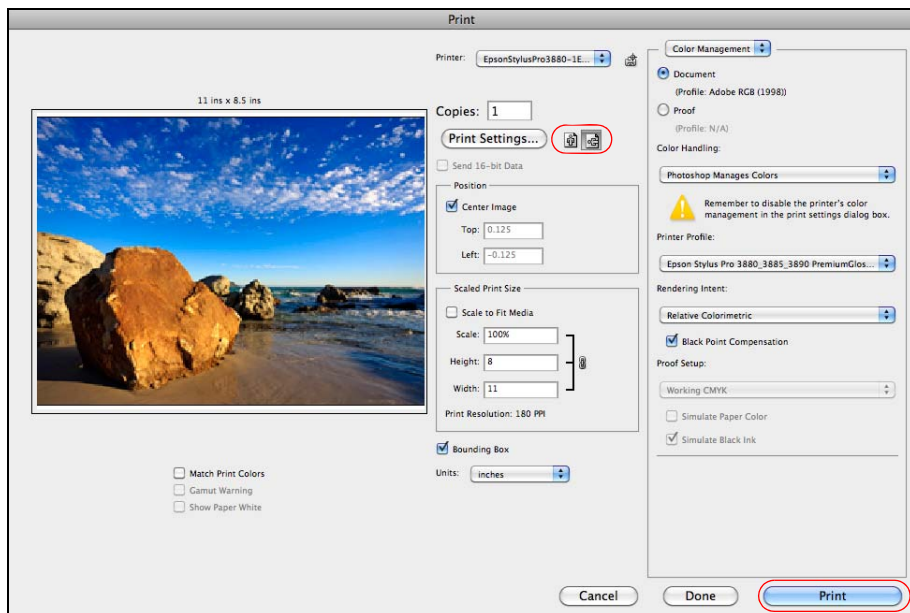 Print
11 ins x 8.5 ins
Match Print Colors
Gamut Warning
Show Paper White
Printer: EpsonStylusPro3880-1E...
Copies: 1
Print Settings...
Send 16-bit Data
Position
Center Image
Top: 0.125
Left: -0.125
Scaled Print Size
Scale to Fit Media
Scale: 100%
Height: 8
Width: 11
Print Resolution: 180 PPI
Bounding Box
Units: inches
Color Management
Document
(Profile: Adobe RGB (1998))
Proof
(Profile: N/A)
Color Handling:
Photoshop Manages Colors
Remember to disable the printer's color
management in the print settings dialog box.
Printer Profile:
Epson Stylus Pro 3880_3885_3890 PremiumGlos...
Rendering Intent:
Relative Colorimetric
Black Point Compensation
Proof Setup:
Working CMYK
Simulate Paper Color
Simulate Black Ink
Cancel
Done
Print